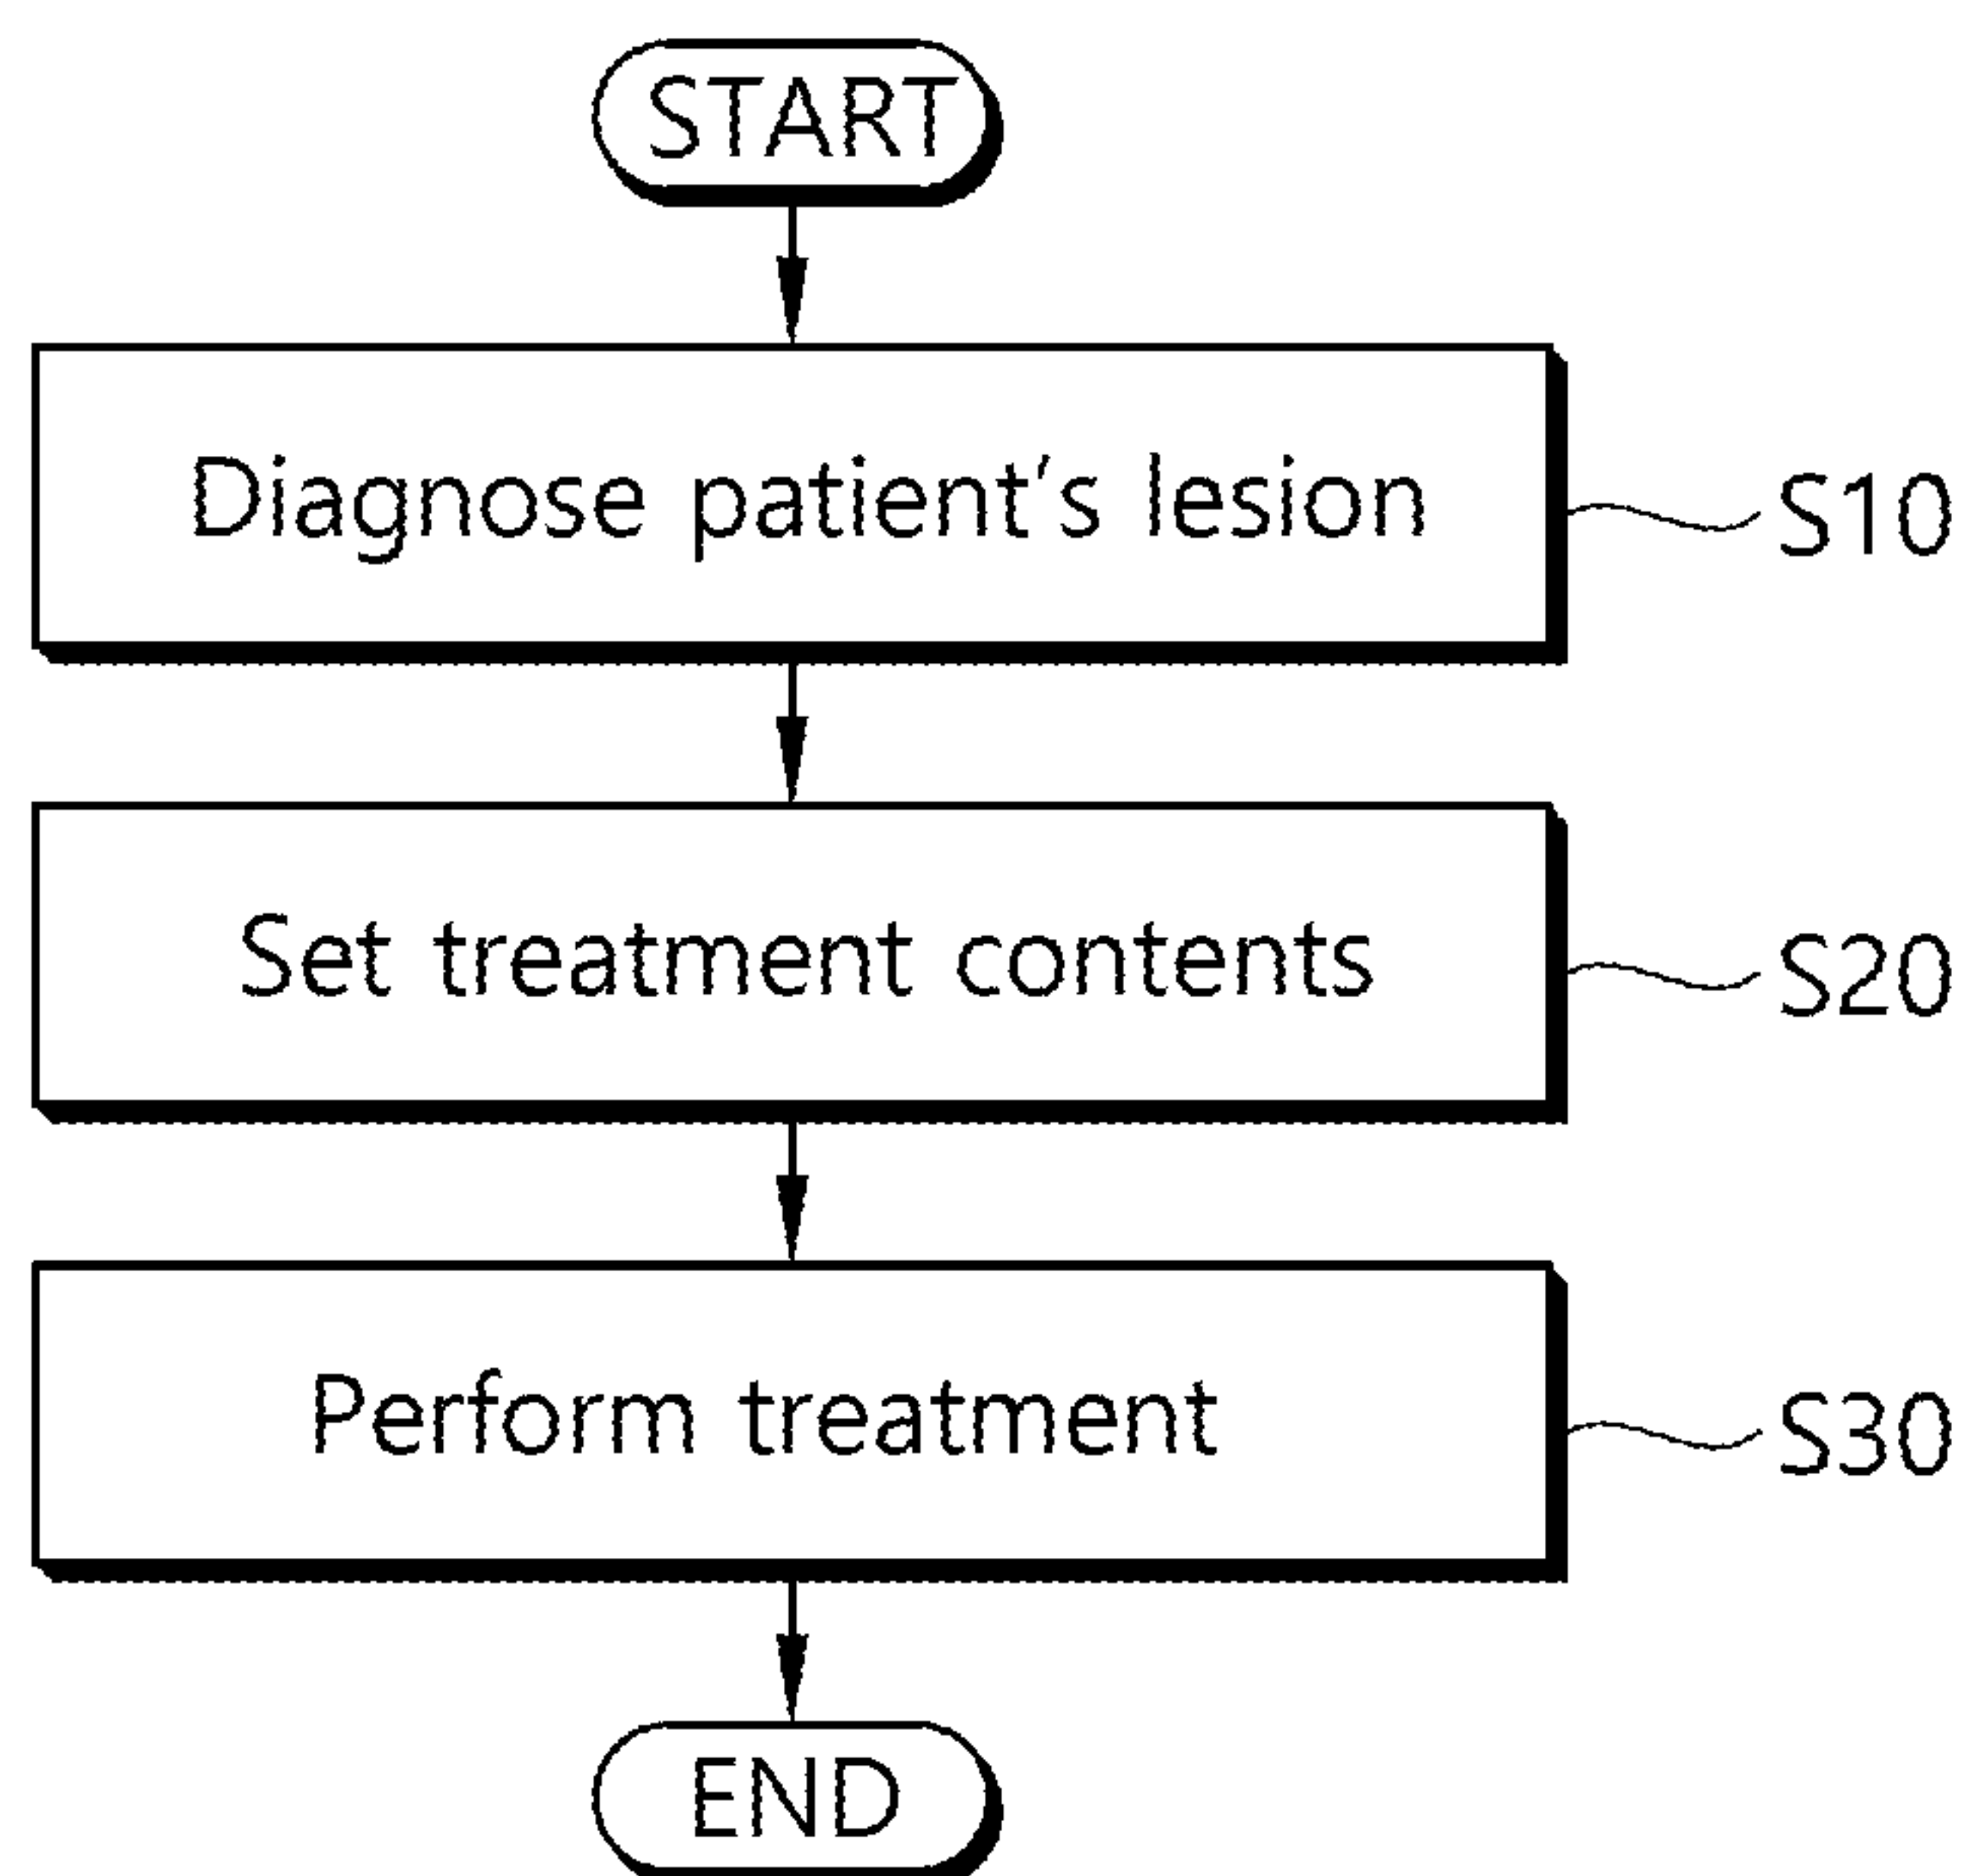 START
Diagnose patient's lesion
S10
Set treatment contents
S20
Perform treatment
S30
END